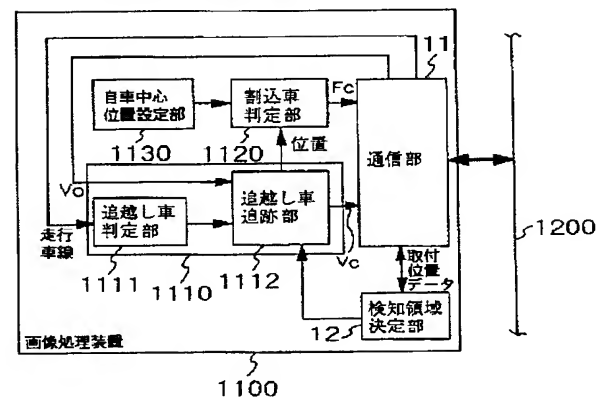 11
自車中心
位置設定部
1130
割込車
判定部
1120
Fc
位置
通信部
1200
Vo
走行
車線
追越し車
判定部
1111
1110
追越し車
追跡部
1112
Vc
取付
位置
データ
検知領域
決定部
12
画像処理装置
1100